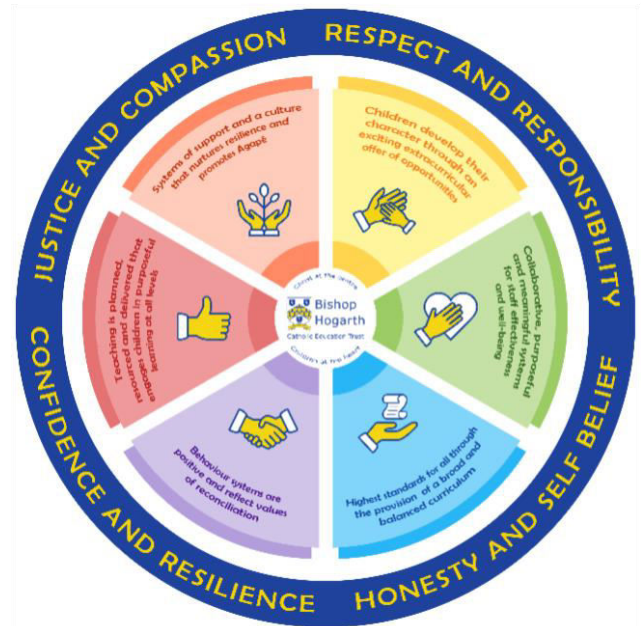 JUSTICE AND COMPASSION
RESPECT AND RESPONSIBILITY
HONESTY AND SELF BELIEF
CONFIDENCE AND RESILIENCE
Systems of support and a culture
that nurtures resilience and
promotes Agapé
Children develop their
character through an
exciting extracurricular
offer of opportunities
Collaborative, purposeful
and meaningful systems
for staff effectiveness
and well-being
Highest standards for all through
the provision of a broad and
balanced curriculum
Behaviour systems are
positive and reflect values
of reconciliation
Teaching is planned,
resourced and delivered that
engages children in purposeful
learning at all levels
Christ at the centre
Bishop
Hogarth
Catholic Education Trust
Children at the heart